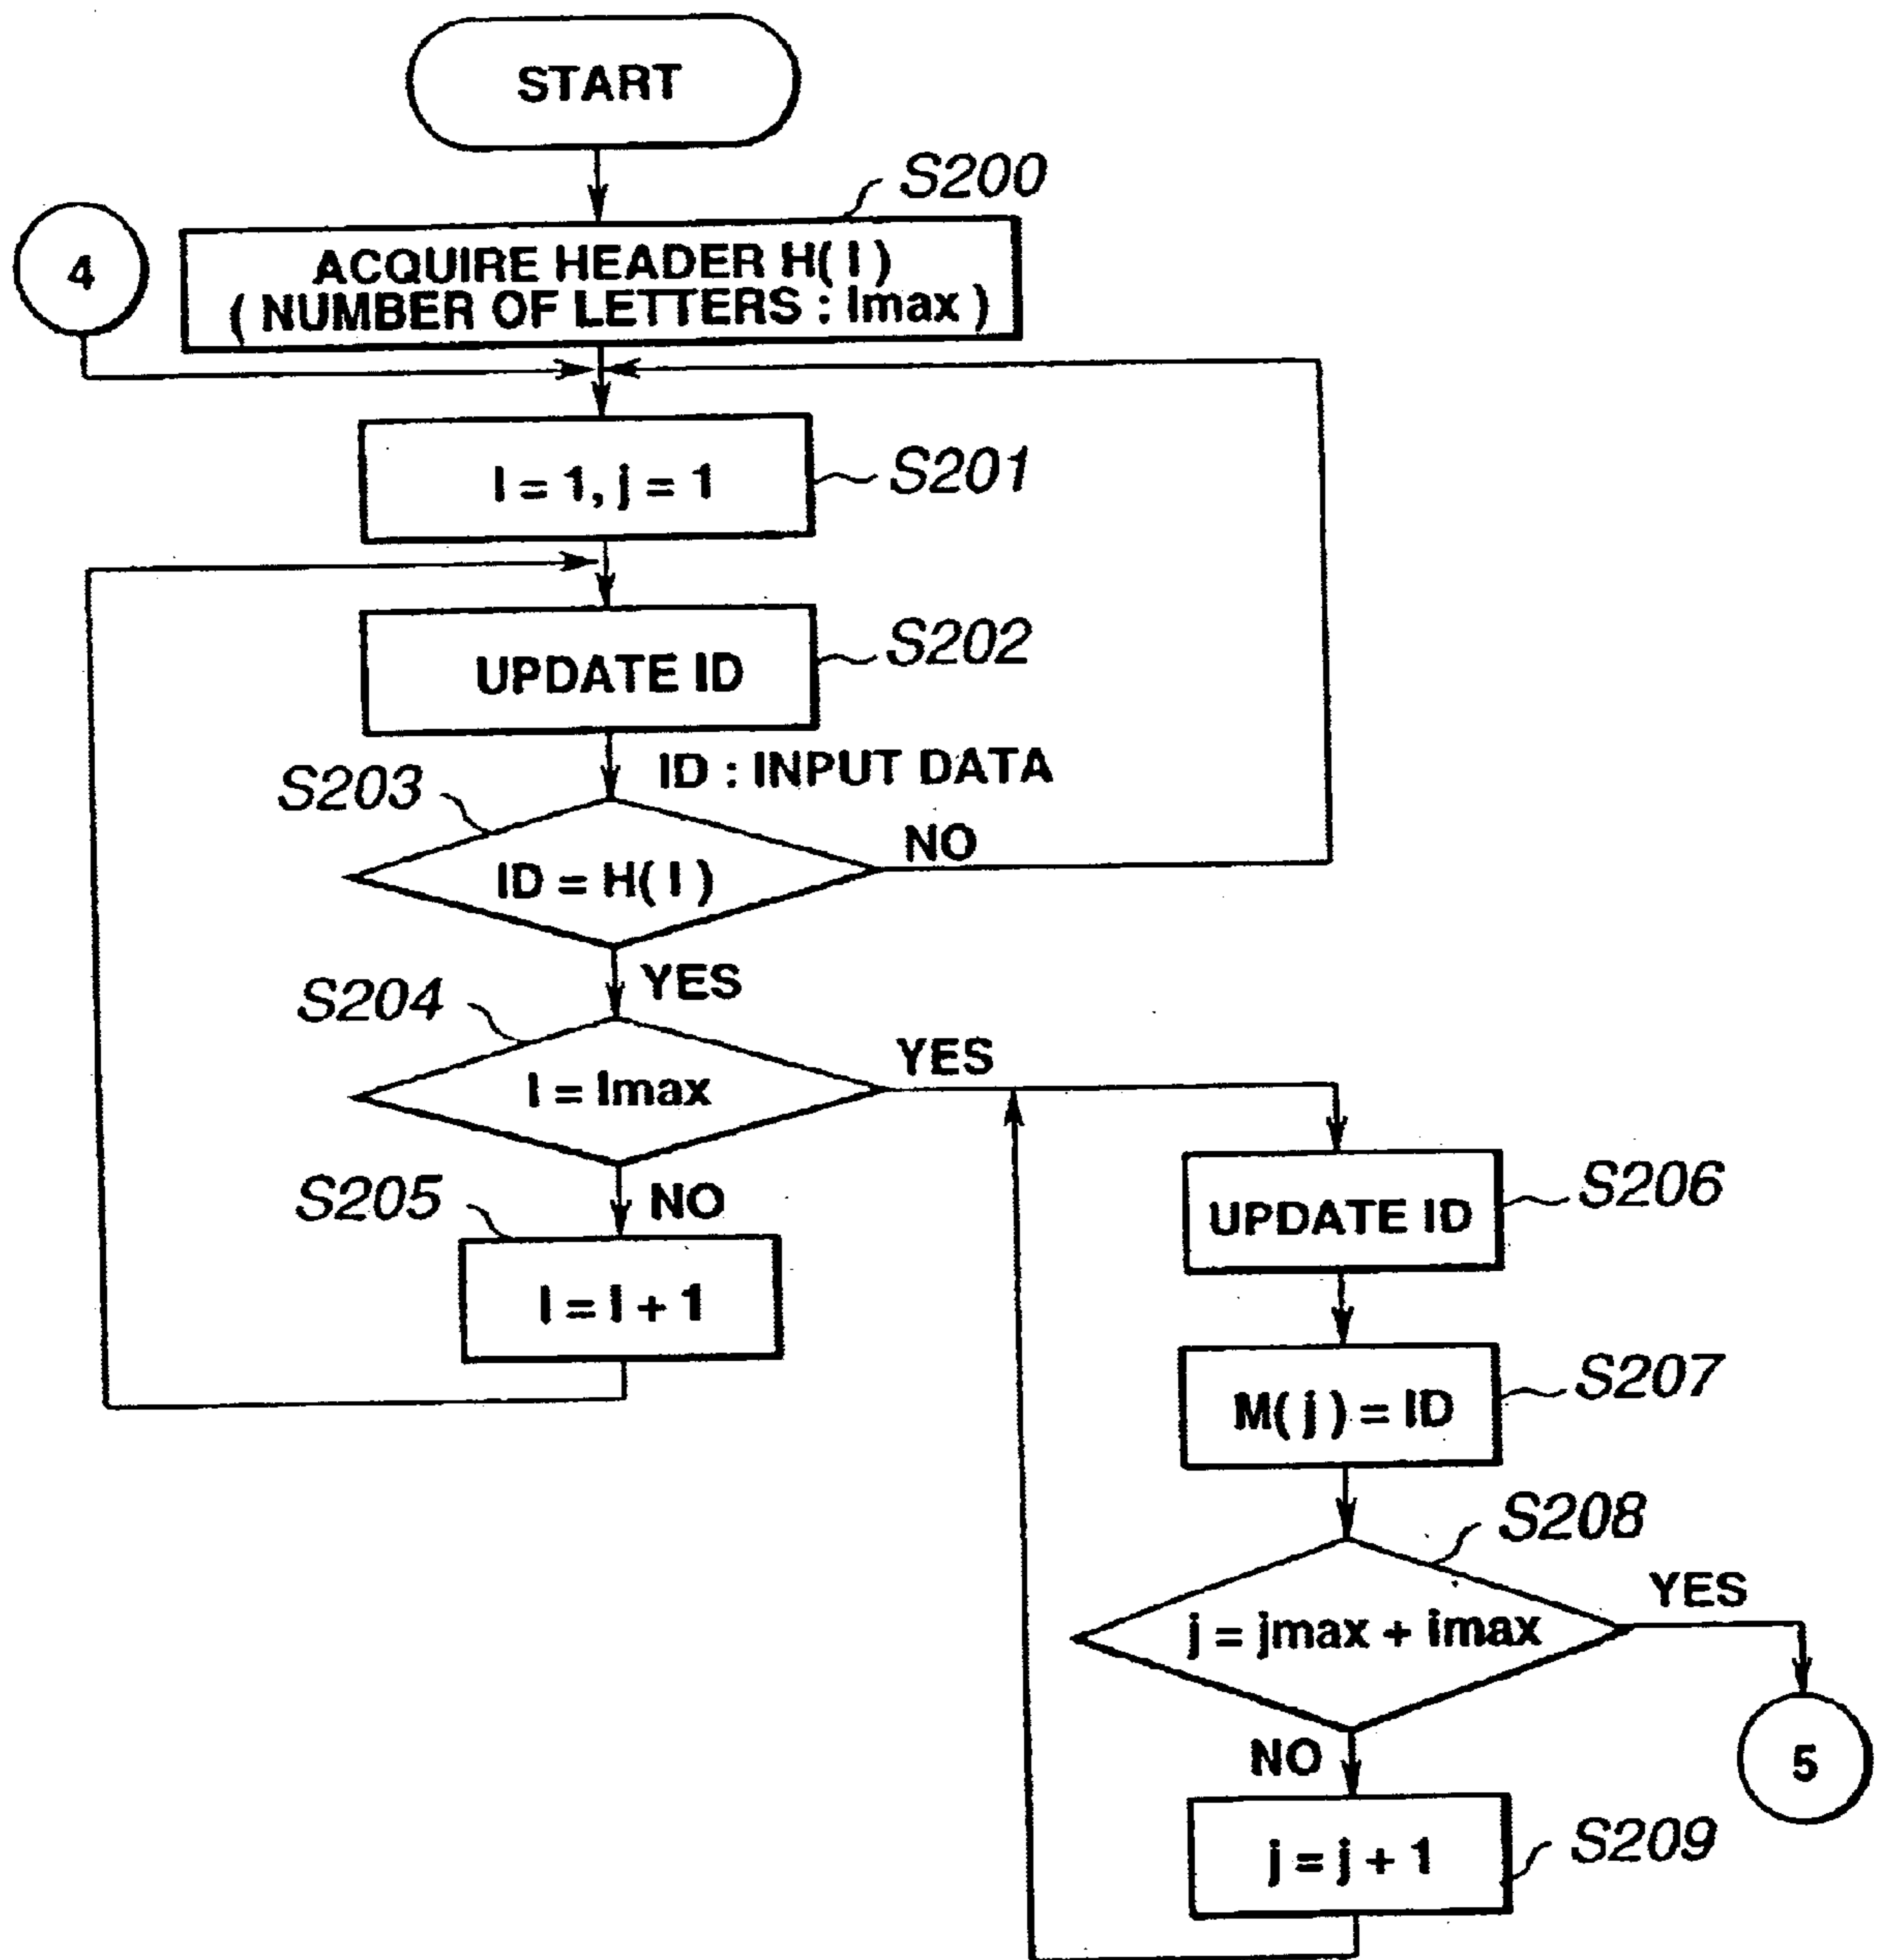 START
S200
4
ACQUIRE HEADER H( I )
( NUMBER OF LETTERS : Imax )
I = 1, j = 1
S201
UPDATE ID
S202
ID : INPUT DATA
S203
ID = H( I )
NO
YES
S204
I = Imax
YES
S205
NO
I = I + 1
UPDATE ID
S206
M( j ) = ID
S207
S208
j = jmax + imax
YES
NO
5
j = j + 1
S209